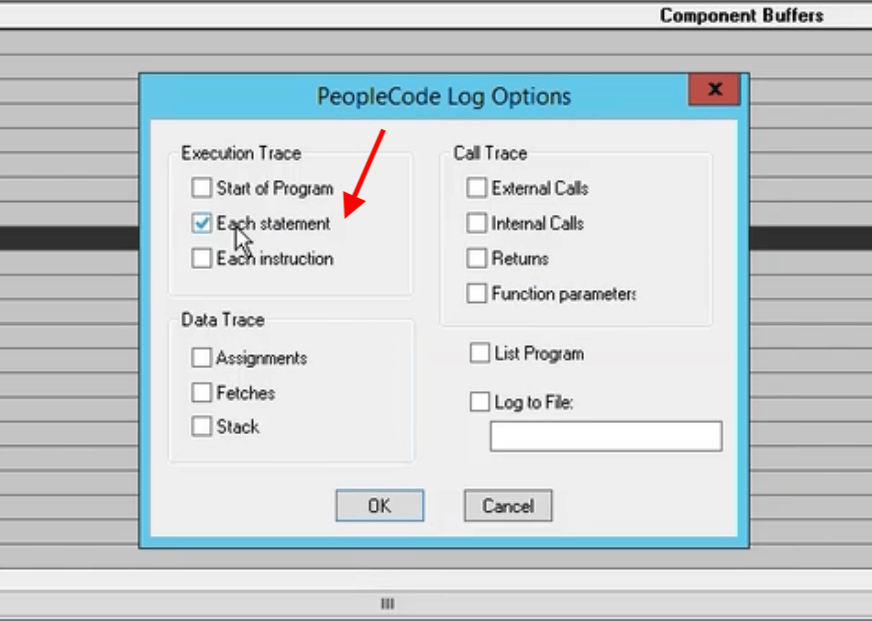 Component Buffers
PeopleCode Log Options
x
Execution Trace
Start of Program
Each statement
Each instruction
Data Trace
Assignments
Fetches
Stack
Call Trace
External Calls
Internal Calls
Returns
Function parameters
List Program
Log to File:
OK
Cancel